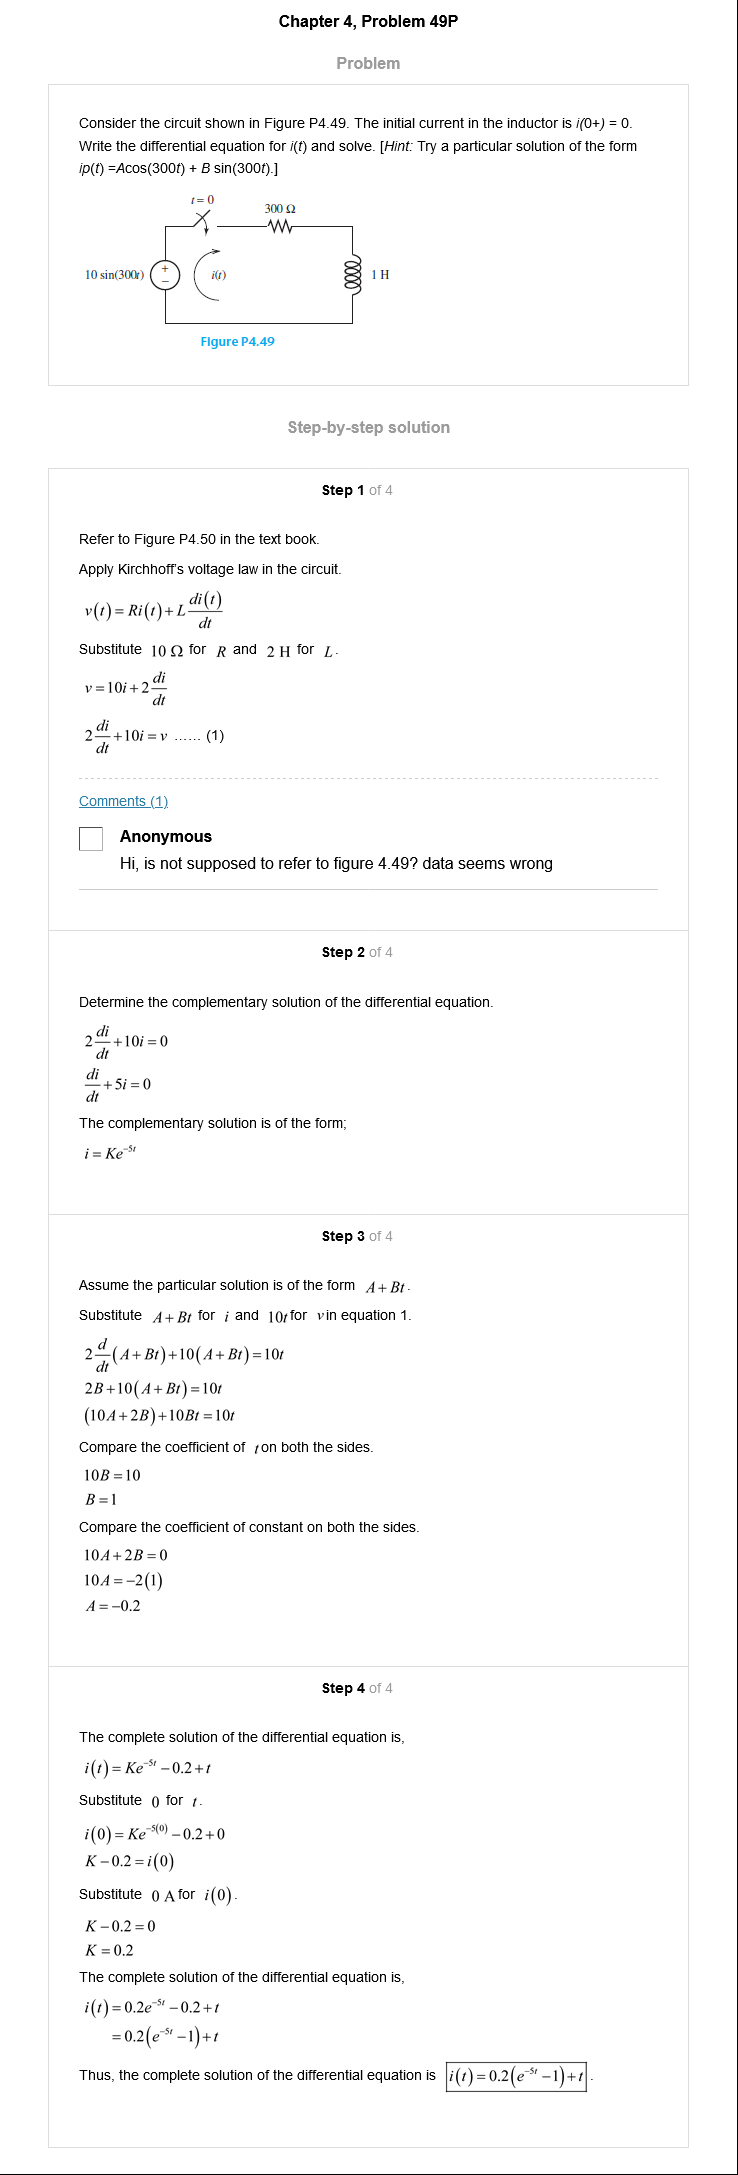 Chapter 4, Problem 49P
Problem
Consider the circuit shown in Figure P4.49. The initial current in the inductor is i(0+) = 0.
Write the differential equation for i(t) and solve. [Hint: Try a particular solution of the form
ip(t) =Acos(300t) + B sin(300t).]
t = 0
300 Ω
10 sin(300t)
+
−
i(t)
1 H
Figure P4.49
Step-by-step solution
Step 1 of 4
Refer to Figure P4.50 in the text book.
Apply Kirchhoff's voltage law in the circuit.
v(t) = Ri(t) + L di(t)/dt
Substitute 10 Ω for R and 2 H for L.
v = 10i + 2 di/dt
2 di/dt + 10i = v ...... (1)
Comments (1)
Anonymous
Hi, is not supposed to refer to figure 4.49? data seems wrong
Step 2 of 4
Determine the complementary solution of the differential equation.
2 di/dt + 10i = 0
di/dt + 5i = 0
The complementary solution is of the form;
i = Ke^{-5t}
Step 3 of 4
Assume the particular solution is of the form A + Bt.
Substitute A + Bt for i and 10t for v in equation 1.
2 d/dt (A + Bt) + 10(A + Bt) = 10t
2B + 10(A + Bt) = 10t
(10A + 2B) + 10Bt = 10t
Compare the coefficient of t on both the sides.
10B = 10
B = 1
Compare the coefficient of constant on both the sides.
10A + 2B = 0
10A = −2(1)
A = −0.2
Step 4 of 4
The complete solution of the differential equation is,
i(t) = Ke^{-5t} − 0.2 + t
Substitute 0 for t.
i(0) = Ke^{-5(0)} − 0.2 + 0
K − 0.2 = i(0)
Substitute 0 A for i(0).
K − 0.2 = 0
K = 0.2
The complete solution of the differential equation is,
i(t) = 0.2e^{-5t} − 0.2 + t
= 0.2(e^{-5t} − 1) + t
Thus, the complete solution of the differential equation is i(t) = 0.2(e^{-5t} − 1) + t.